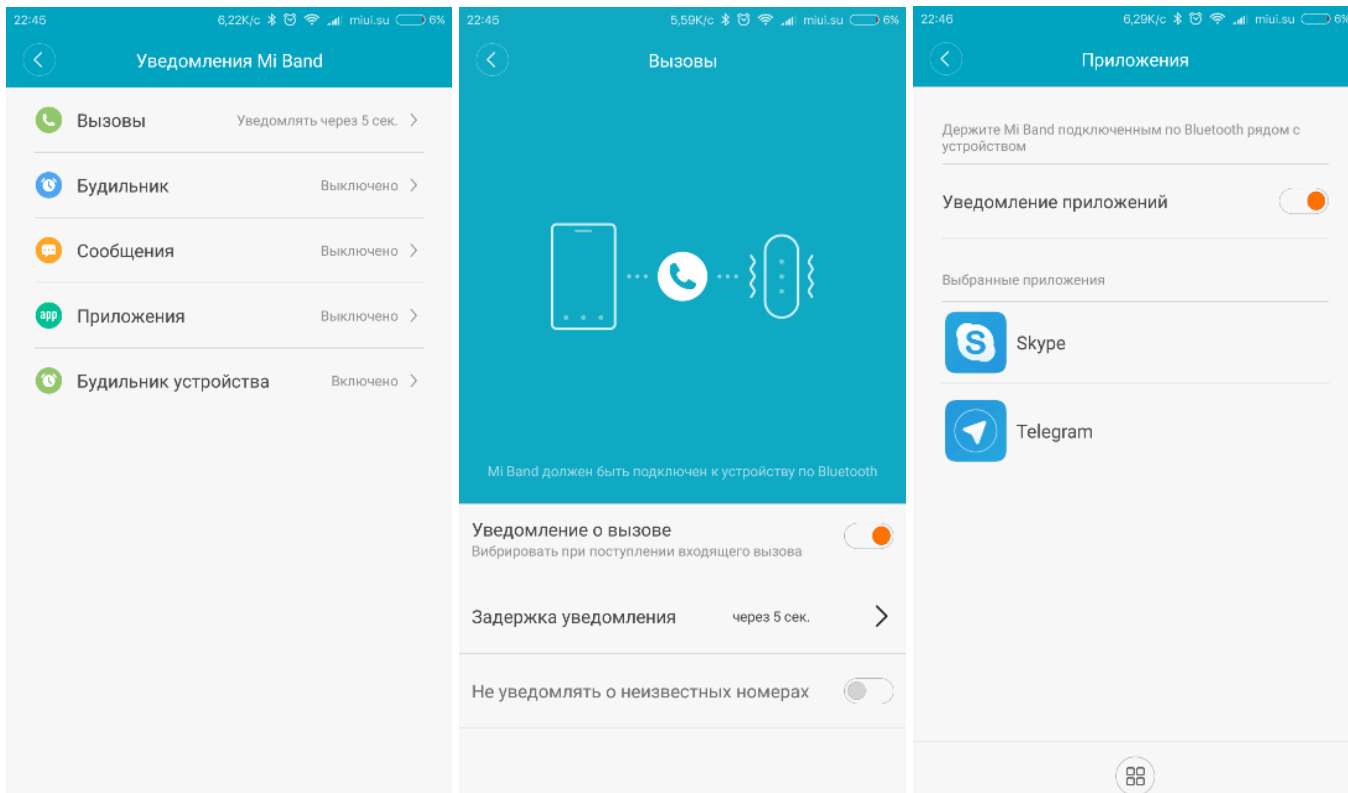 22:45 6,22K/с miui.su 6%
Уведомления Mi Band
Вызовы Уведомлять через 5 сек.
Будильник Выключено
Сообщения Выключено
app Приложения Выключено
Будильник устройства Включено
22:45 5,59K/с miui.su 6%
Вызовы
Mi Band должен быть подключен к устройству по Bluetooth
Уведомление о вызове
Вибрировать при поступлении входящего вызова
Задержка уведомления через 5 сек.
Не уведомлять о неизвестных номерах
22:46 6,29K/с miui.su 6%
Приложения
Держите Mi Band подключенным по Bluetooth рядом с
устройством
Уведомление приложений
Выбранные приложения
Skype
Telegram